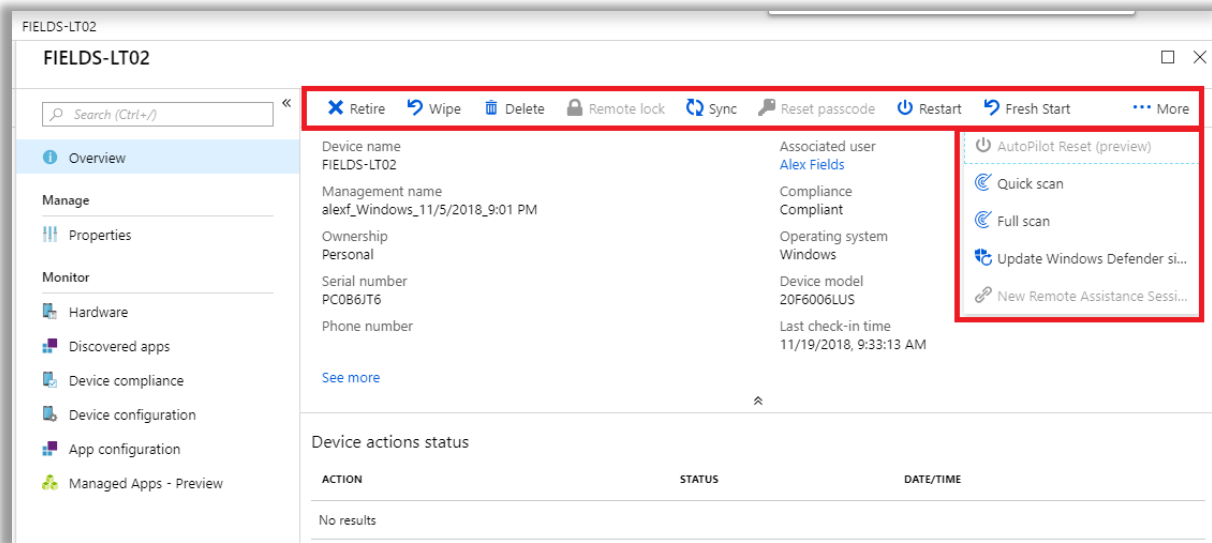 FIELDS-LT02
FIELDS-LT02
Search (Ctrl+/)
Overview
Manage
Properties
Monitor
Hardware
Discovered apps
Device compliance
Device configuration
App configuration
Managed Apps - Preview
Retire Wipe Delete Remote lock Sync Reset passcode Restart Fresh Start ... More
Device name
FIELDS-LT02
Management name
alexf_Windows_11/5/2018_9:01 PM
Ownership
Personal
Serial number
PC0B6JT6
Phone number
See more
Associated user
Alex Fields
Compliance
Compliant
Operating system
Windows
Device model
20F6006LUS
Last check-in time
11/19/2018, 9:33:13 AM
AutoPilot Reset (preview)
Quick scan
Full scan
Update Windows Defender si...
New Remote Assistance Sessi...
Device actions status
ACTION STATUS DATE/TIME
No results